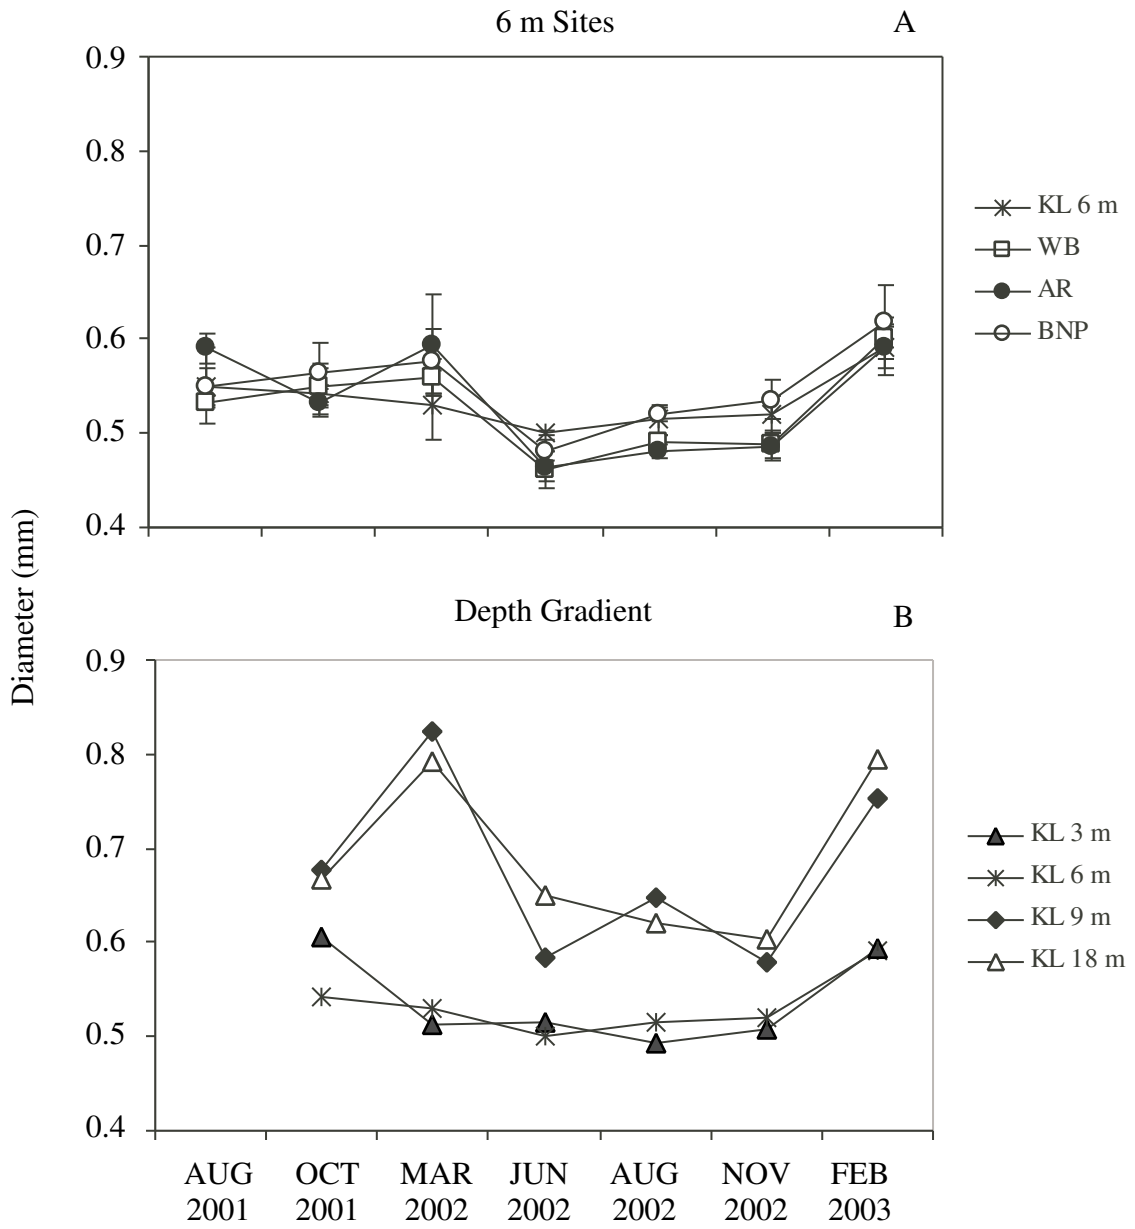 6 m Sites
A
0.9
0.8
0.7
0.6
0.5
0.4
KL 6 m
WB
AR
BNP
Diameter (mm)
Depth Gradient
B
0.9
0.8
0.7
0.6
0.5
0.4
KL 3 m
KL 6 m
KL 9 m
KL 18 m
AUG OCT MAR JUN AUG NOV FEB
2001 2001 2002 2002 2002 2002 2003